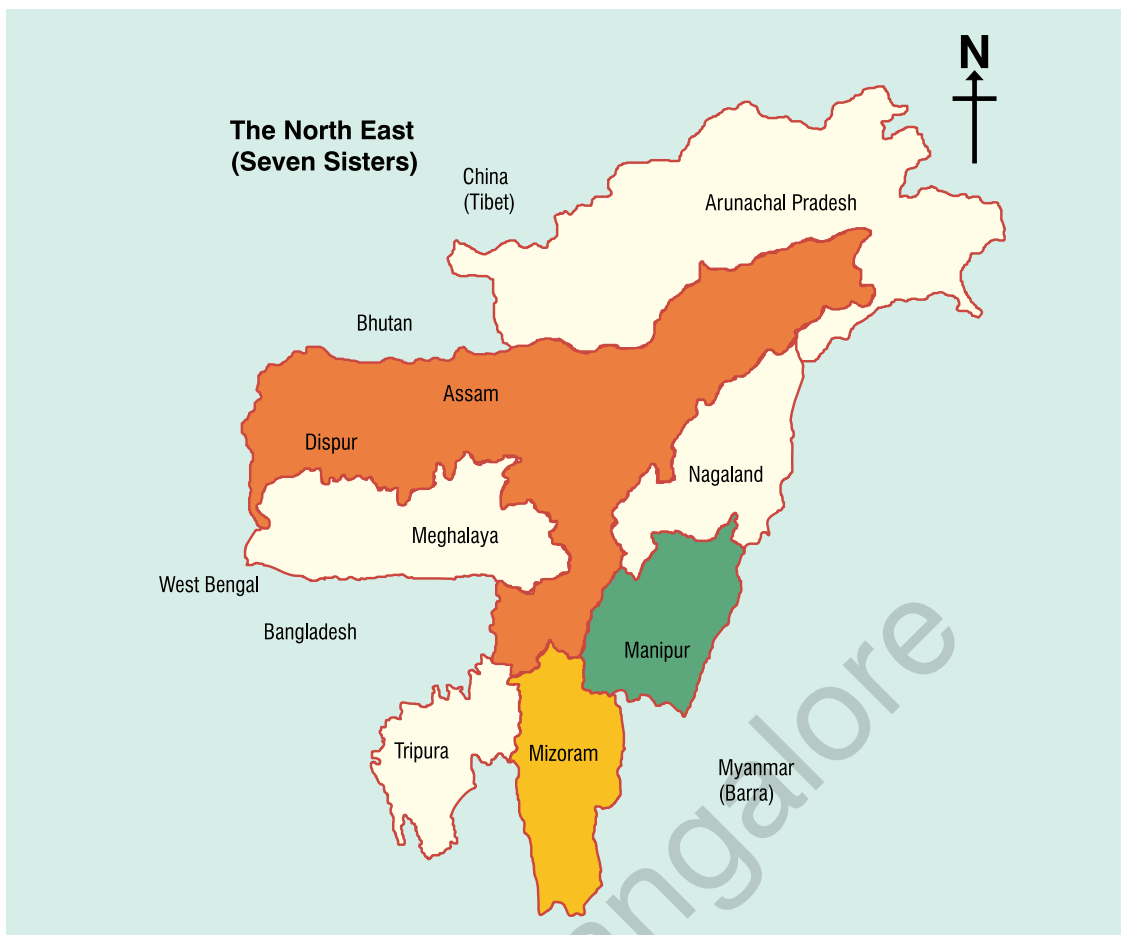 N
The North East
(Seven Sisters)
China
(Tibet)
Arunachal Pradesh
Bhutan
Assam
Dispur
Nagaland
Meghalaya
West Bengal
Bangladesh
Manipur
Tripura
Mizoram
Myanmar
(Barra)
angalore